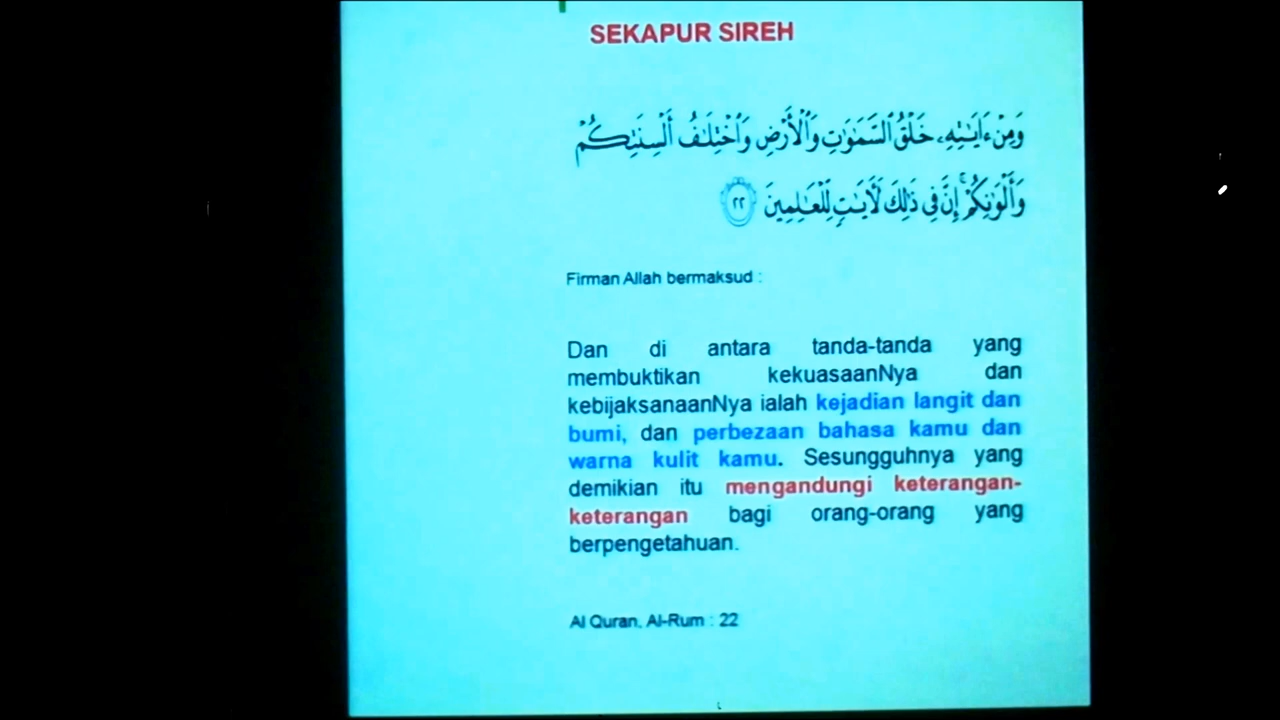 SEKAPUR SIREH
وَمِنْ ءَايَـٰتِهِۦ خَلْقُ ٱلسَّمَـٰوَٰتِ وَٱلْأَرْضِ وَٱخْتِلَـٰفُ أَلْسِنَتِكُمْ
وَأَلْوَٰنِكُمْ ۚ إِنَّ فِى ذَٰلِكَ لَـَٔايَـٰتٍ لِّلْعَـٰلِمِينَ ٢٢
Firman Allah bermaksud :
Dan di antara tanda-tanda yang
membuktikan kekuasaanNya dan
kebijaksanaanNya ialah kejadian langit dan
bumi, dan perbezaan bahasa kamu dan
warna kulit kamu. Sesungguhnya yang
demikian itu mengandungi keterangan-
keterangan bagi orang-orang yang
berpengetahuan.
Al Quran, Al-Rum : 22